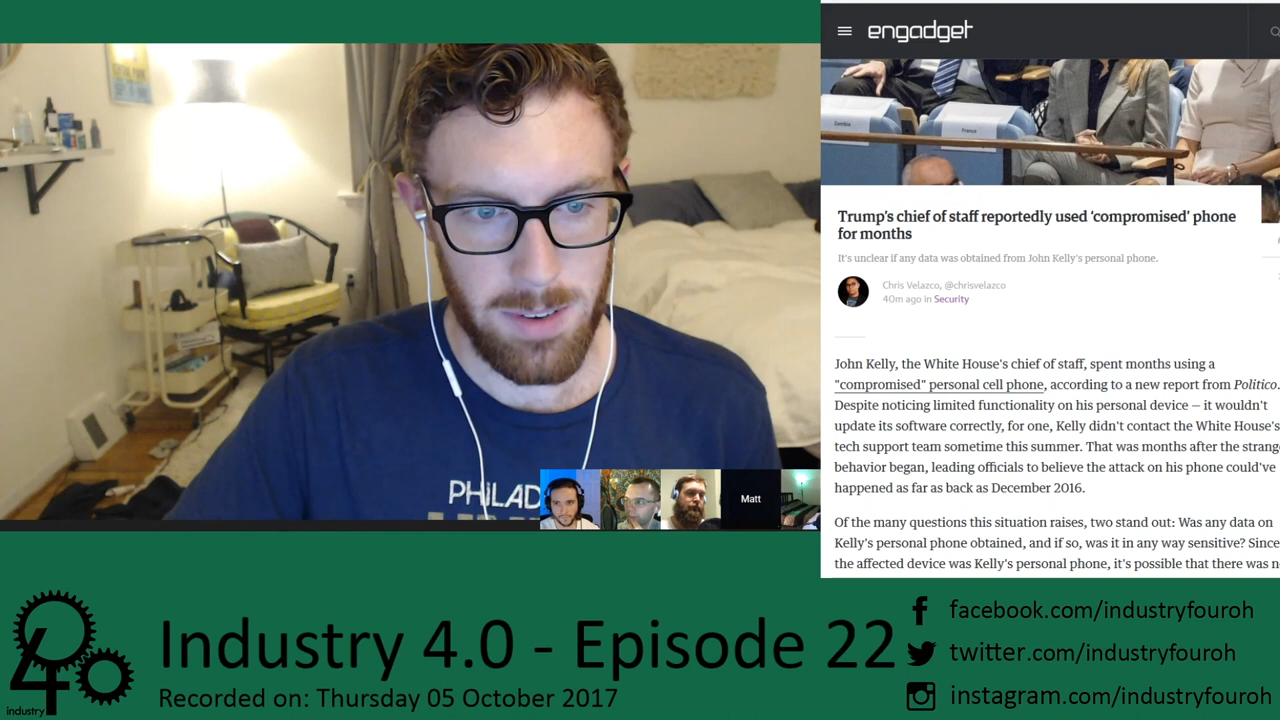 engadget
Zambia
France
Trump's chief of staff reportedly used 'compromised' phone
for months
It's unclear if any data was obtained from John Kelly's personal phone.
Chris Velazco, @chrisvelazco
40m ago in Security
John Kelly, the White House's chief of staff, spent months using a
"compromised" personal cell phone, according to a new report from Politico.
Despite noticing limited functionality on his personal device — it wouldn't
update its software correctly, for one, Kelly didn't contact the White House's
tech support team sometime this summer. That was months after the strang
behavior began, leading officials to believe the attack on his phone could've
happened as far as back as December 2016.
Of the many questions this situation raises, two stand out: Was any data on
Kelly's personal phone obtained, and if so, was it in any way sensitive? Since
the affected device was Kelly's personal phone, it's possible that there was n
PHILAD
Matt
40
industry
Industry 4.0 - Episode 22
Recorded on: Thursday 05 October 2017
facebook.com/industryfouroh
twitter.com/industryfouroh
instagram.com/industryfouroh